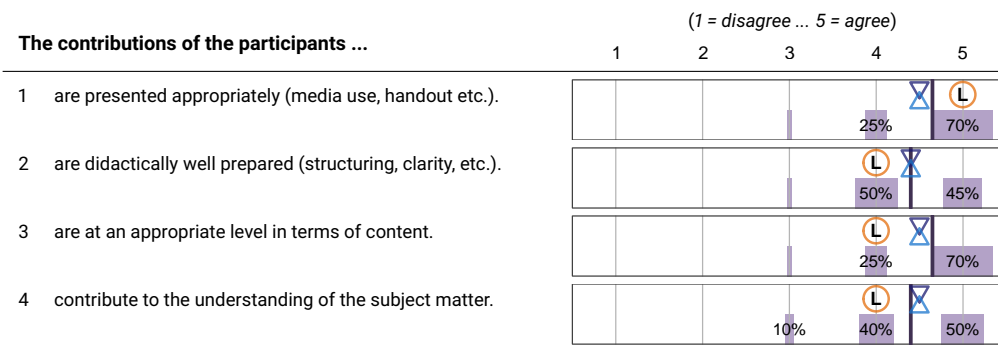 (1 = disagree ... 5 = agree)
The contributions of the participants ...
1 2 3 4 5
1 are presented appropriately (media use, handout etc.).
L
25% 70%
2 are didactically well prepared (structuring, clarity, etc.).
L
50% 45%
3 are at an appropriate level in terms of content.
L
25% 70%
4 contribute to the understanding of the subject matter.
L
10% 40% 50%